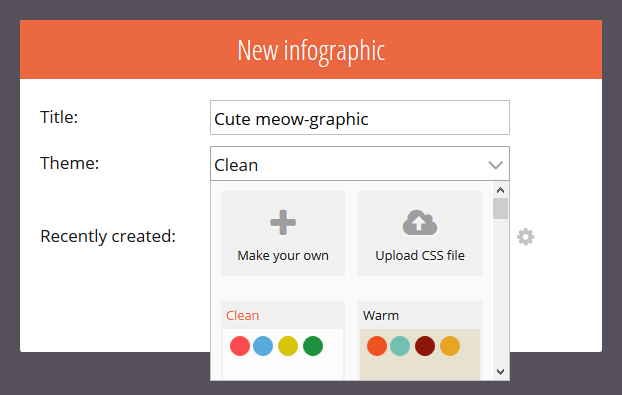 New infographic
Title:
Cute meow-graphic
Theme:
Clean
Make your own
Upload CSS file
Recently created:
Clean
Warm